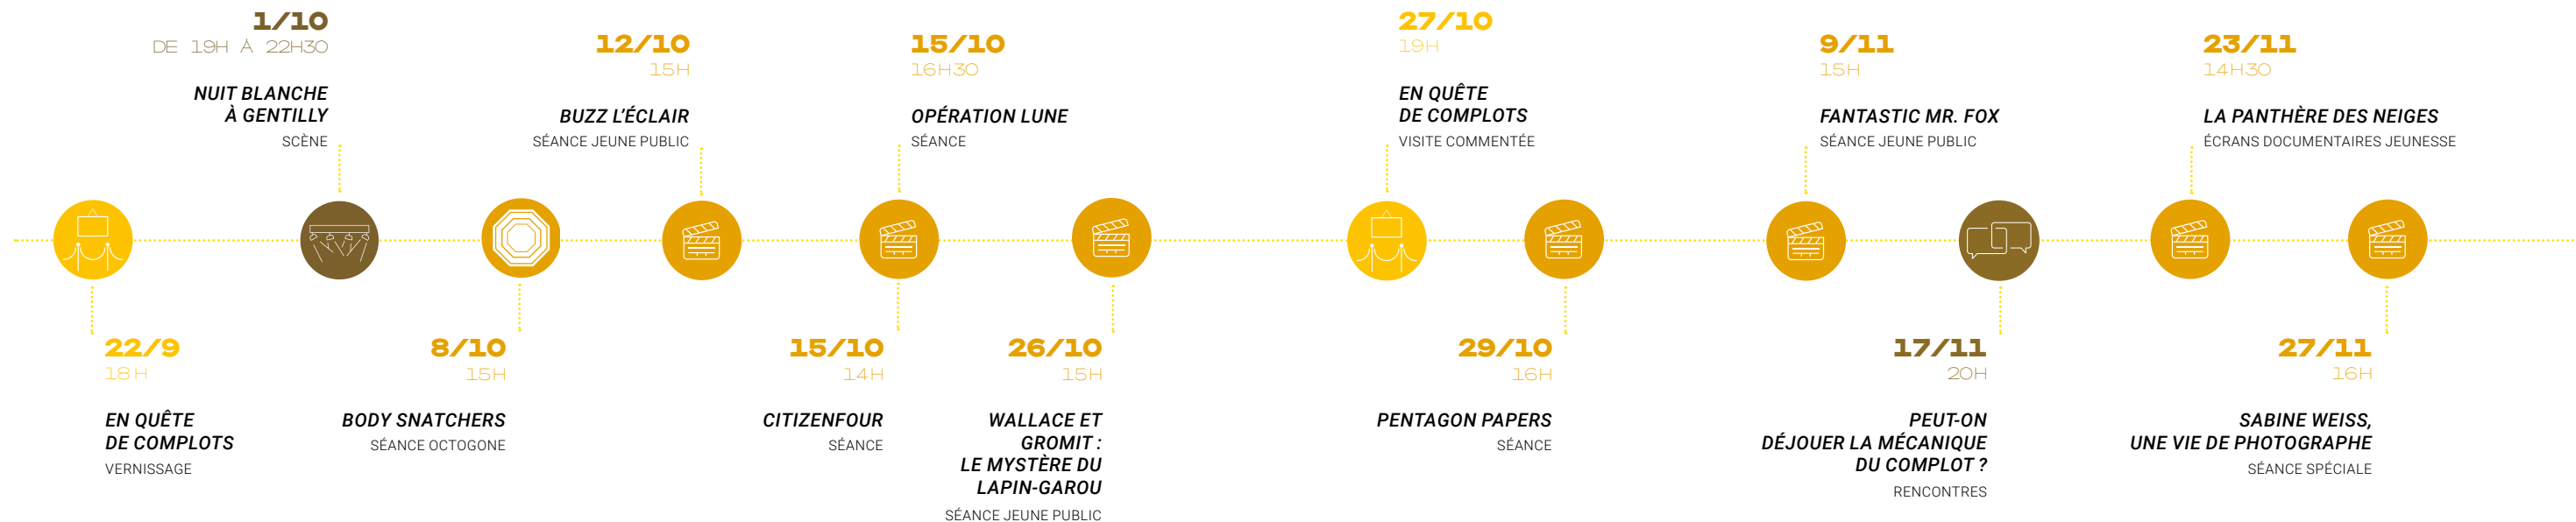 22/9
18H
EN QUÊTE
DE COMPLOTS
VERNISSAGE
1/10
DE 19H À 22H30
NUIT BLANCHE
À GENTILLY
SCÈNE
8/10
15H
BODY SNATCHERS
SÉANCE OCTOGONE
12/10
15H
BUZZ L'ÉCLAIR
SÉANCE JEUNE PUBLIC
15/10
14H
CITIZENFOUR
SÉANCE
15/10
16H30
OPÉRATION LUNE
SÉANCE
26/10
15H
WALLACE ET
GROMIT :
LE MYSTÈRE DU
LAPIN-GAROU
SÉANCE JEUNE PUBLIC
27/10
19H
EN QUÊTE
DE COMPLOTS
VISITE COMMENTÉE
29/10
16H
PENTAGON PAPERS
SÉANCE
9/11
15H
FANTASTIC MR. FOX
SÉANCE JEUNE PUBLIC
17/11
20H
PEUT-ON
DÉJOUER LA MÉCANIQUE
DU COMPLOT ?
RENCONTRES
23/11
14H30
LA PANTHÈRE DES NEIGES
ÉCRANS DOCUMENTAIRES JEUNESSE
27/11
16H
SABINE WEISS,
UNE VIE DE PHOTOGRAPHE
SÉANCE SPÉCIALE